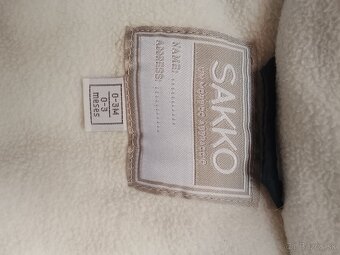 SAKKO
NAME: ............
ADDRESS: ............
0-3M
0-3
meses